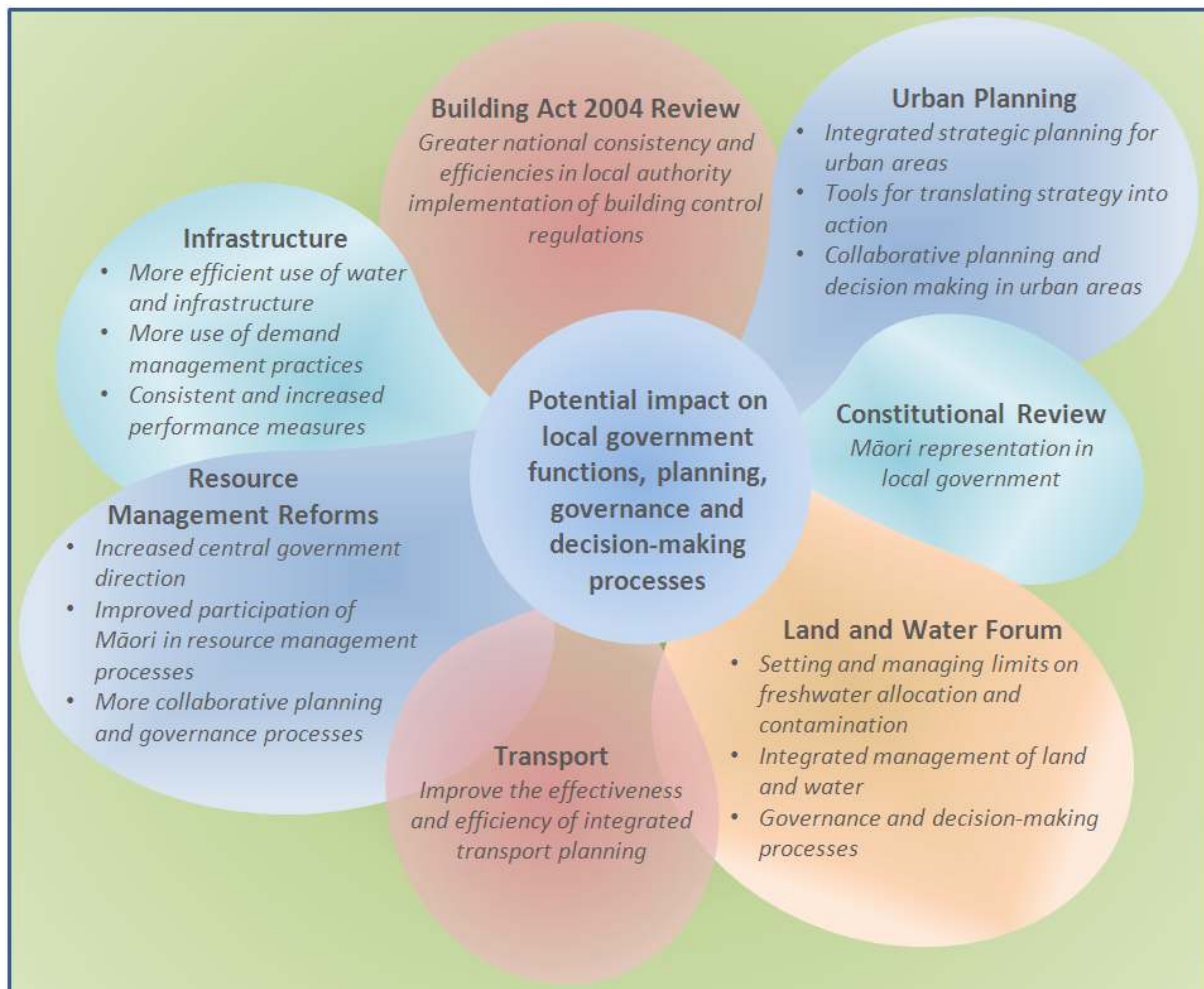 Building Act 2004 Review
Greater national consistency and
efficiencies in local authority
implementation of building control
regulations
Urban Planning
• Integrated strategic planning for
urban areas
• Tools for translating strategy into
action
• Collaborative planning and
decision making in urban areas
Infrastructure
• More efficient use of water
and infrastructure
• More use of demand
management practices
• Consistent and increased
performance measures
Potential impact on
local government
functions, planning,
governance and
decision-making
processes
Constitutional Review
Māori representation in
local government
Resource
Management Reforms
• Increased central government
direction
• Improved participation of
Māori in resource management
processes
• More collaborative planning
and governance processes
Land and Water Forum
• Setting and managing limits on
freshwater allocation and
contamination
• Integrated management of land
and water
• Governance and decision-making
processes
Transport
Improve the effectiveness
and efficiency of integrated
transport planning